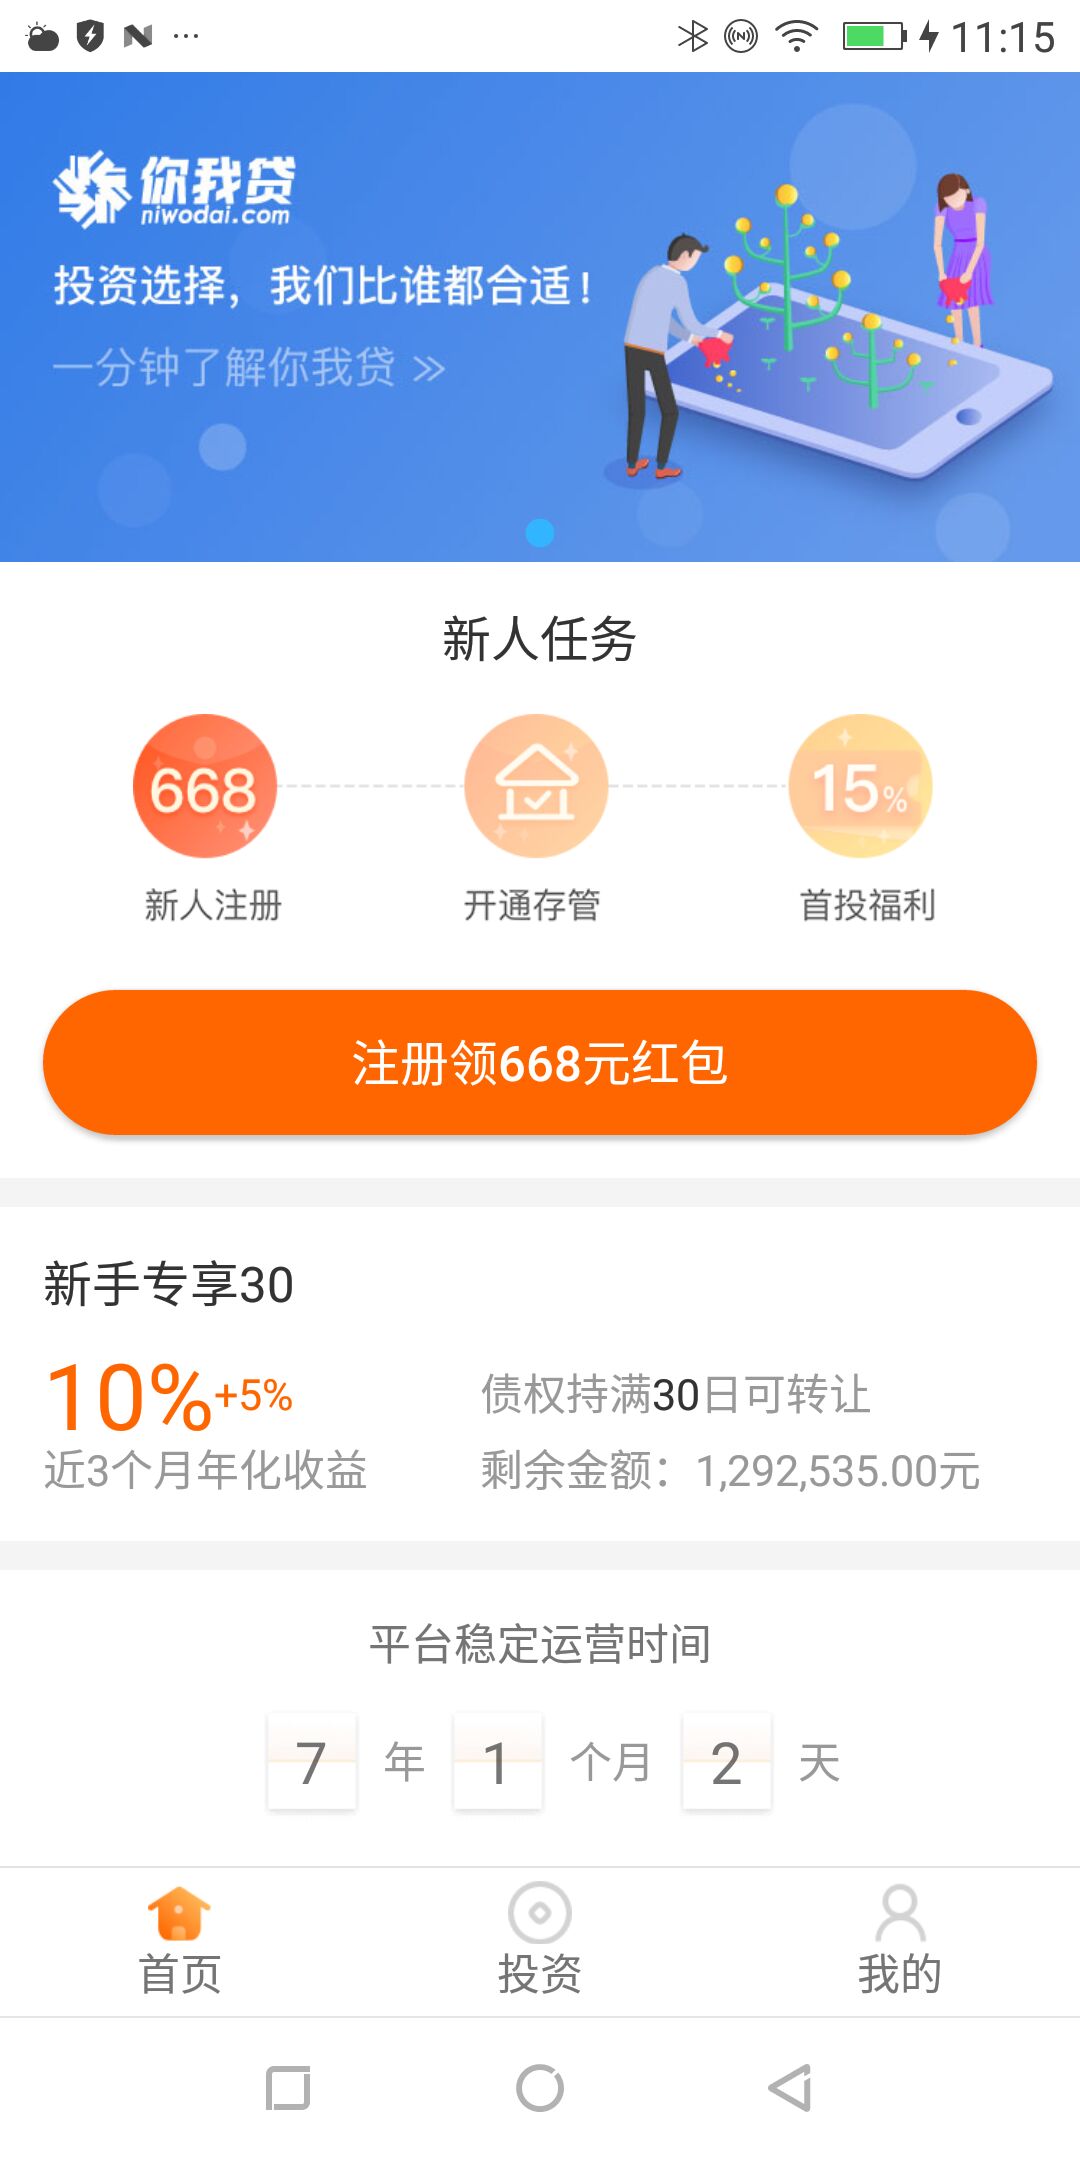 11:15
你我贷
niwodai.com
投资选择，我们比谁都合适！
一分钟了解你我贷 >>
新人任务
668
15%
新人注册
开通存管
首投福利
注册领668元红包
新手专享30
10%+5%
债权持满30日可转让
近3个月年化收益
剩余金额：1,292,535.00元
平台稳定运营时间
7 年 1 个月 2 天
首页
投资
我的